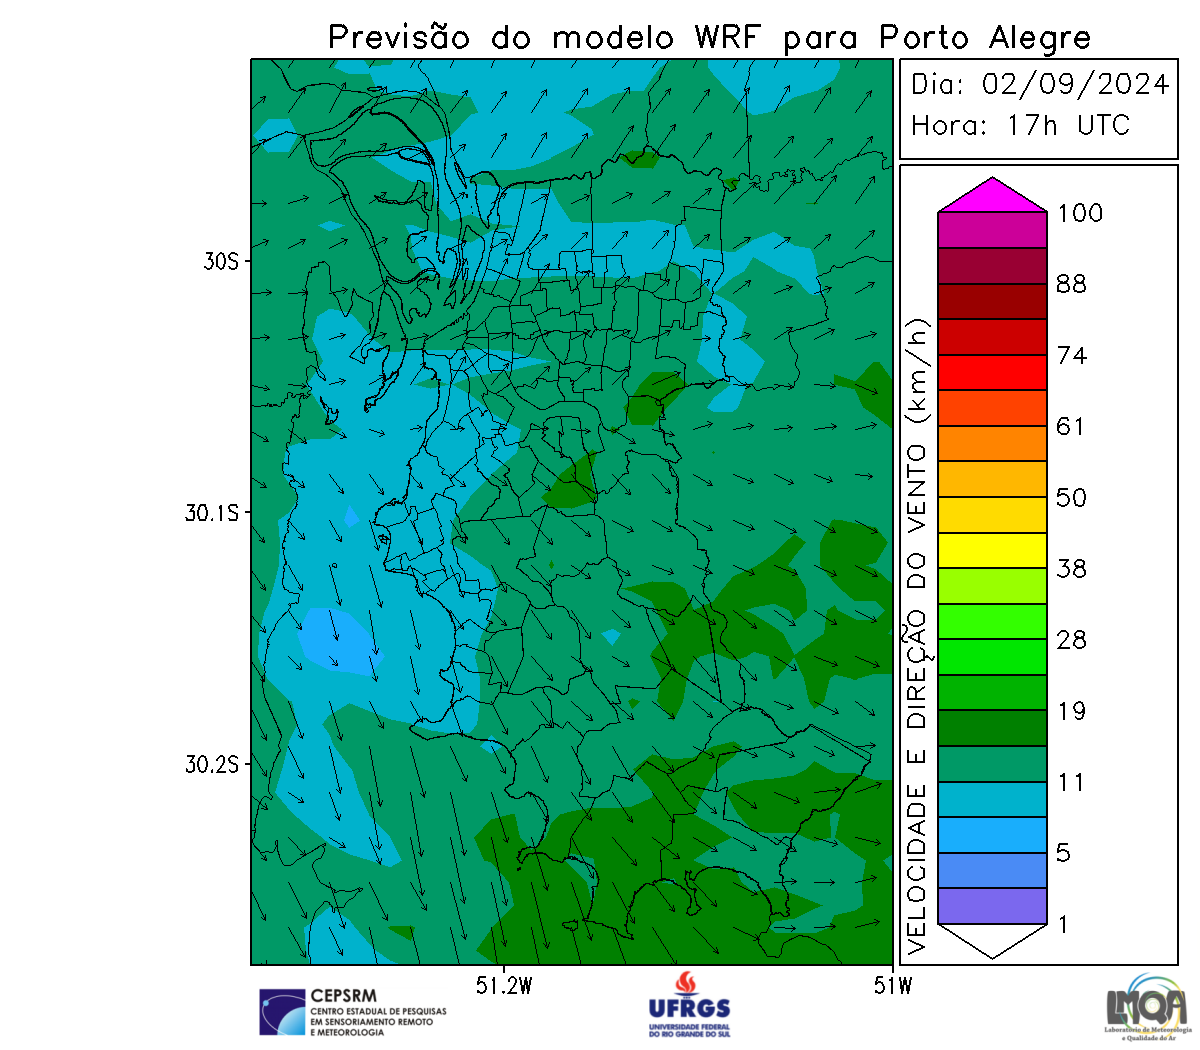 Previsão do modelo WRF para Porto Alegre
Dia: 02/09/2024
Hora: 17h UTC
30S
30.1S
30.2S
51.2W
51W
VELOCIDADE E DIREÇÃO DO VENTO (km/h)
100
88
74
61
50
38
28
19
11
5
1
CEPSRM
CENTRO ESTADUAL DE PESQUISAS
EM SENSORIAMENTO REMOTO
E METEOROLOGIA
UFRGS
UNIVERSIDADE FEDERAL
DO RIO GRANDE DO SUL
LMQA
Laboratório de Meteorologia
e Qualidade do Ar